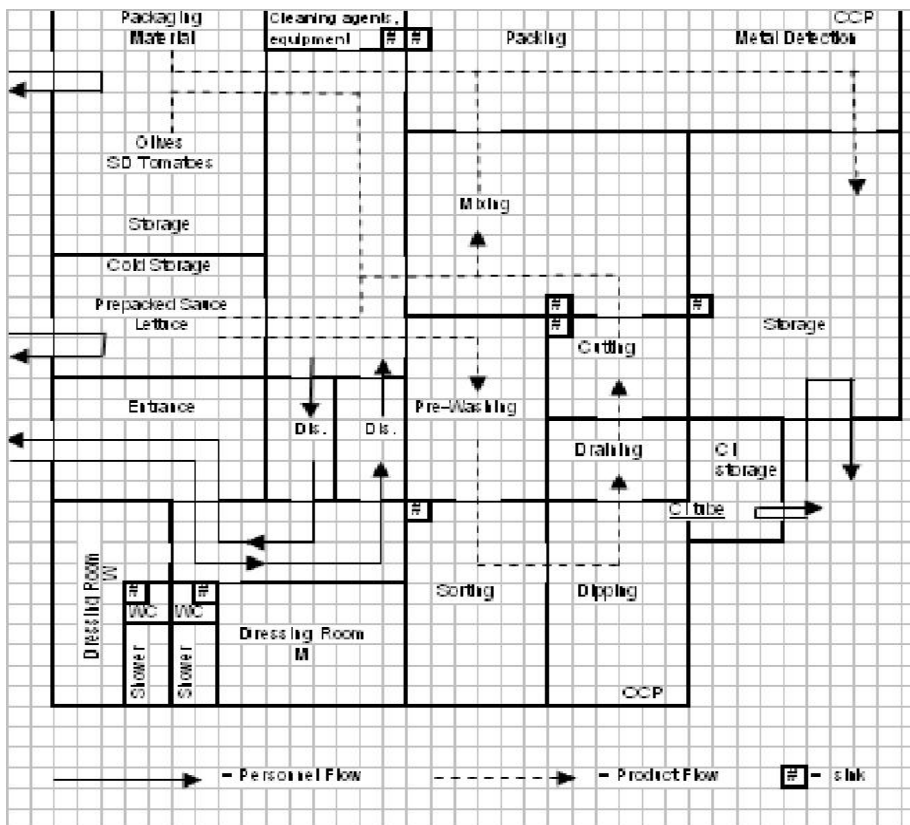 Packaging
Material
Cleaning agents,
equipment
#
#
Packing
CCP
Metal Detection
Olives
SD Tomatoes
Storage
Mixing
Cold Storage
Prepacked Sauce
Lettuce
#
#
#
Storage
Cutting
Entrance
Dis.
Dis.
Pre-Washing
Draining
Cl
storage
Cl tube
#
Dressing Room
W
#
#
WC
WC
Shower
Shower
Dressing Room
M
Sorting
Dipping
CCP
- Personnel Flow
- Product Flow
#
- sink